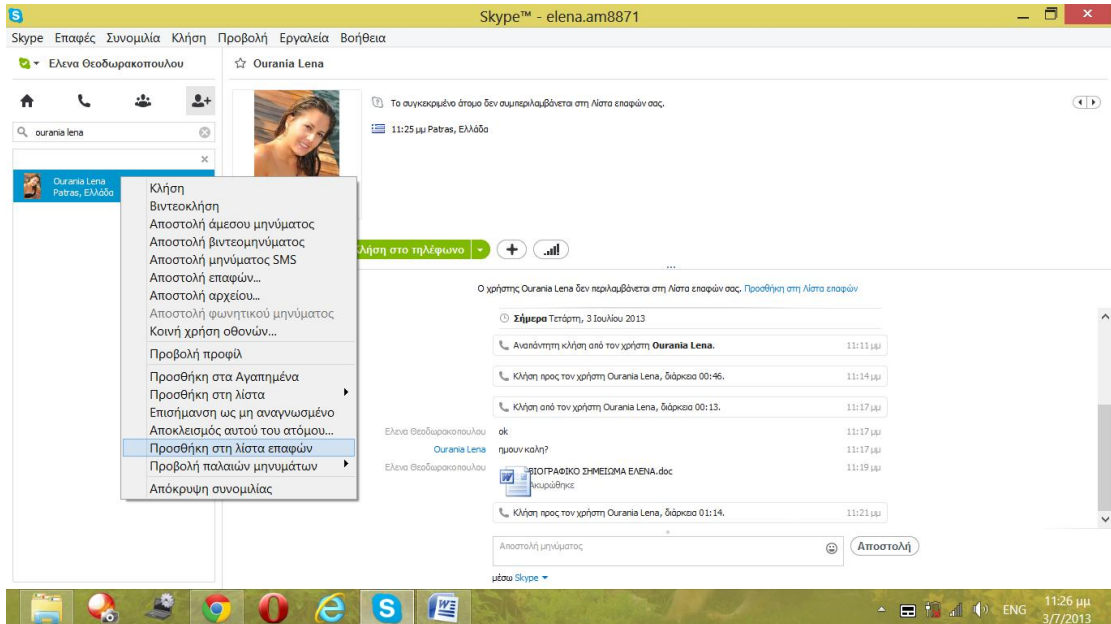 Skype™ - elena.am8871
Skype Επαφές Συνομιλία Κλήση Προβολή Εργαλεία Βοήθεια
Ελενα Θεοδωρακοπουλου
Ourania Lena
Το συγκεκριμένο άτομο δεν συμπεριλαμβάνεται στη Λίστα επαφών σας.
11:25 μμ Patras, Ελλάδα
ourania lena
Ourania Lena
Patras, Ελλάδα
Κλήση
Βιντεοκλήση
Αποστολή άμεσου μηνύματος
Αποστολή βιντεομηνύματος
Αποστολή μηνύματος SMS
Αποστολή επαφών...
Αποστολή αρχείου...
Αποστολή φωνητικού μηνύματος
Κοινή χρήση οθονών...
Προβολή προφίλ
Προσθήκη στα Αγαπημένα
Προσθήκη στη λίστα
Επισήμανση ως μη αναγνωσμένο
Αποκλεισμός αυτού του ατόμου...
Προσθήκη στη λίστα επαφών
Προβολή παλαιών μηνυμάτων
Απόκρυψη συνομιλίας
Κλήση στο τηλέφωνο
Ο χρήστης Ourania Lena δεν περιλαμβάνεται στη Λίστα επαφών σας. Προσθήκη στη Λίστα επαφών
Σήμερα Τετάρτη, 3 Ιουλίου 2013
Αναπάντητη κλήση από τον χρήστη Ourania Lena. 11:11 μμ
Κλήση προς τον χρήστη Ourania Lena, διάρκεια 00:46. 11:14 μμ
Κλήση από τον χρήστη Ourania Lena, διάρκεια 00:13. 11:17 μμ
Ελενα Θεοδωρακοπουλου ok 11:17 μμ
Ourania Lena ημουν καλη? 11:17 μμ
Ελενα Θεοδωρακοπουλου ΒΙΟΓΡΑΦΙΚΟ ΣΗΜΕΙΩΜΑ ΕΛΕΝΑ.doc 11:19 μμ
Ακυρώθηκε
Κλήση προς τον χρήστη Ourania Lena, διάρκεια 01:14. 11:21 μμ
Αποστολή μηνύματος
Αποστολή
μέσω Skype
ENG
11:26 μμ
3/7/2013